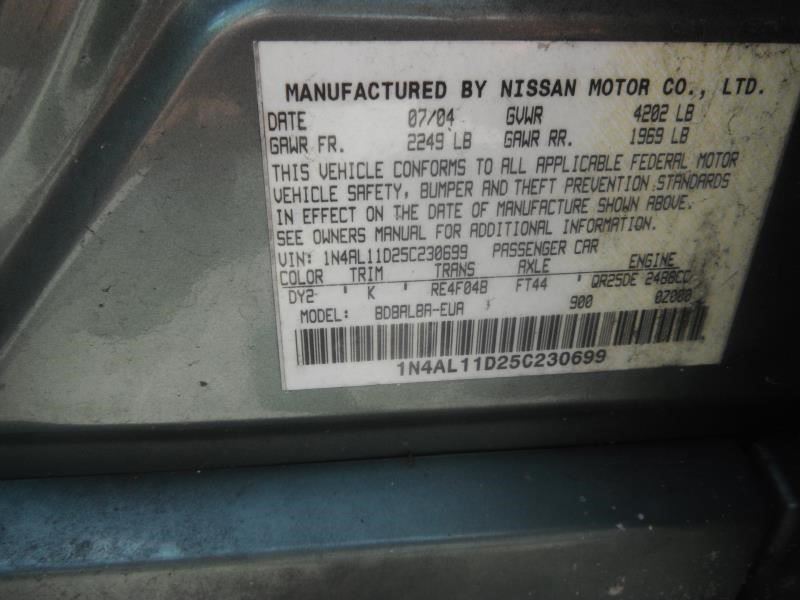 MANUFACTURED BY NISSAN MOTOR CO., LTD.
DATE 07/04 GVWR 4202 LB
GAWR FR. 2249 LB GAWR RR. 1969 LB
THIS VEHICLE CONFORMS TO ALL APPLICABLE FEDERAL MOTOR
VEHICLE SAFETY, BUMPER AND THEFT PREVENTION STANDARDS
IN EFFECT ON THE DATE OF MANUFACTURE SHOWN ABOVE.
SEE OWNERS MANUAL FOR ADDITIONAL INFORMATION.
VIN: 1N4AL11D25C230699 PASSENGER CAR
COLOR TRIM TRANS AXLE ENGINE
DY2 ' K ' RE4F04B FT44 QR25DE 2488CC
MODEL: BDBALBA-EUA 900 0Z000
1N4AL11D25C230699